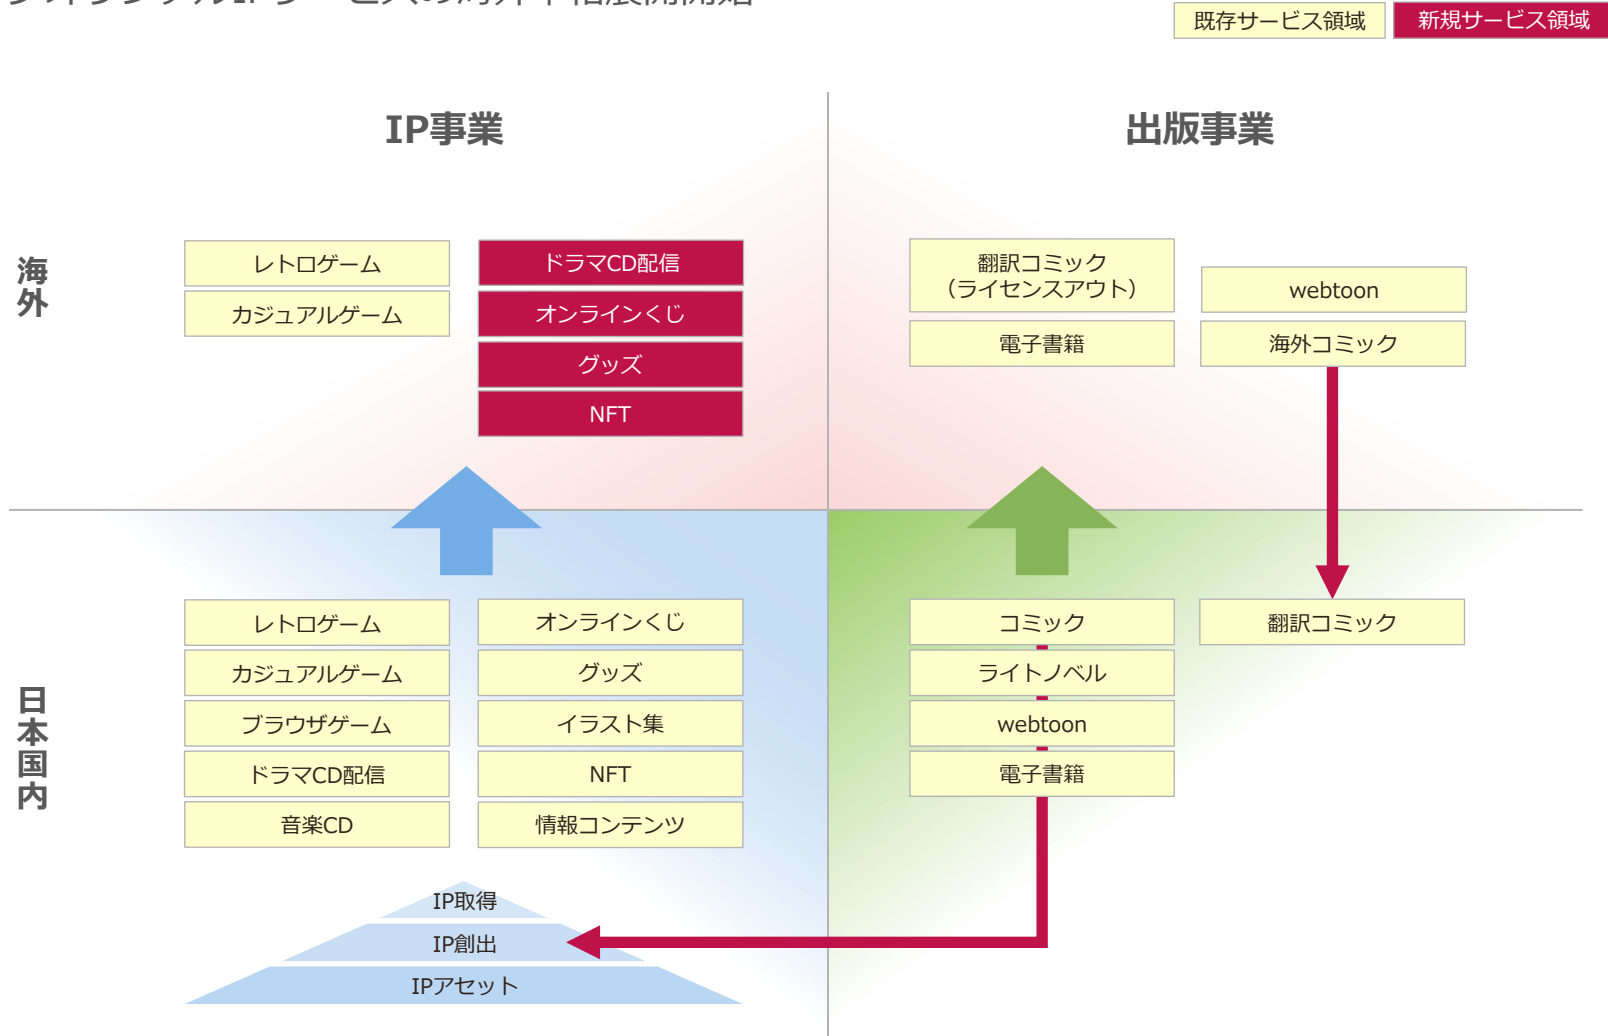 既存サービス領域
新規サービス領域
IP事業
出版事業
海外
レトロゲーム
カジュアルゲーム
ドラマCD配信
オンラインくじ
グッズ
NFT
翻訳コミック
（ライセンスアウト）
電子書籍
webtoon
海外コミック
日本国内
レトロゲーム
カジュアルゲーム
ブラウザゲーム
ドラマCD配信
音楽CD
オンラインくじ
グッズ
イラスト集
NFT
情報コンテンツ
コミック
ライトノベル
webtoon
電子書籍
翻訳コミック
IP取得
IP創出
IPアセット